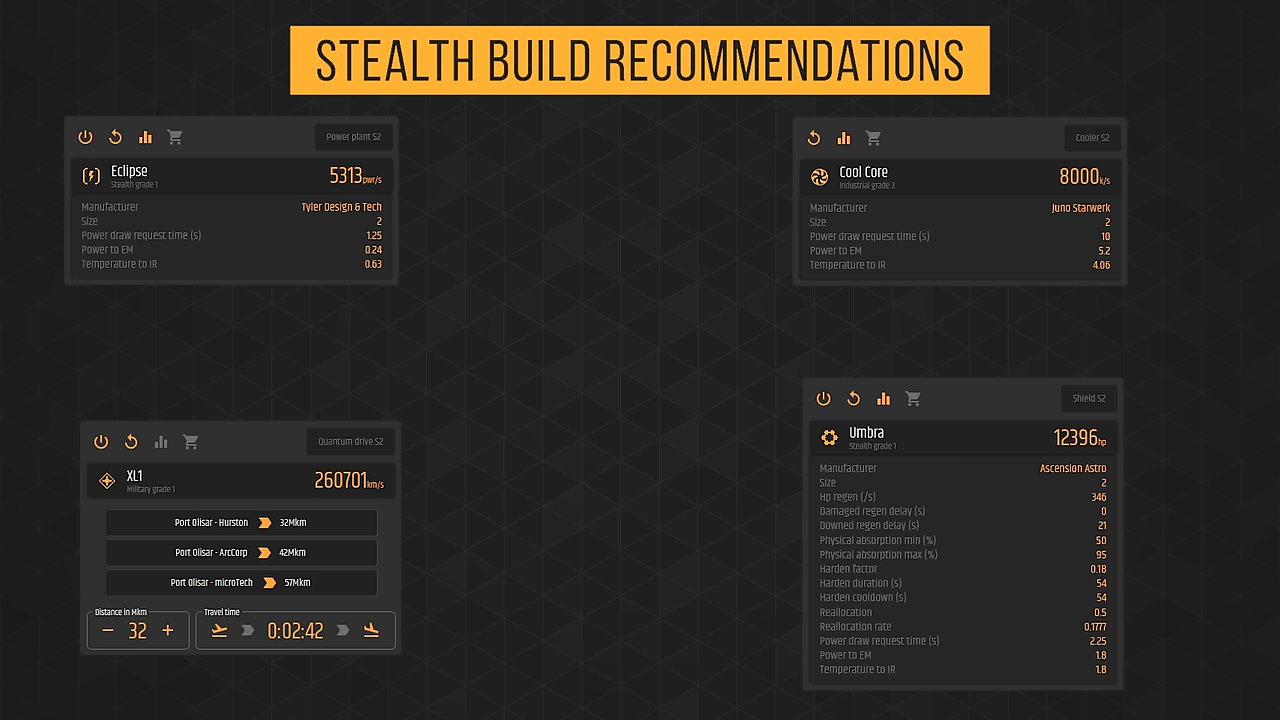 STEALTH BUILD RECOMMENDATIONS
Power plant S2
Eclipse
Stealth grade 1
5313pwr/s
Manufacturer Tyler Design & Tech
Size 2
Power draw request time (s) 1.25
Power to EM 0.24
Temperature to IR 0.63
Cooler S2
Cool Core
Industrial grade 3
8000k/s
Manufacturer Juno Starwerk
Size 2
Power draw request time (s) 10
Power to EM 5.2
Temperature to IR 4.06
Quantum drive S2
XL1
Military grade 1
260701km/s
Port Olisar - Hurston 32Mkm
Port Olisar - ArcCorp 42Mkm
Port Olisar - microTech 57Mkm
Distance in Mkm Travel time
− 32 + 0:02:42
Shield S2
Umbra
Stealth grade 1
12396hp
Manufacturer Ascension Astro
Size 2
Hp regen (/s) 346
Damaged regen delay (s) 0
Downed regen delay (s) 21
Physical absorption min (%) 50
Physical absorption max (%) 95
Harden factor 0.18
Harden duration (s) 54
Harden cooldown (s) 54
Reallocation 0.5
Reallocation rate 0.1777
Power draw request time (s) 2.25
Power to EM 1.8
Temperature to IR 1.8